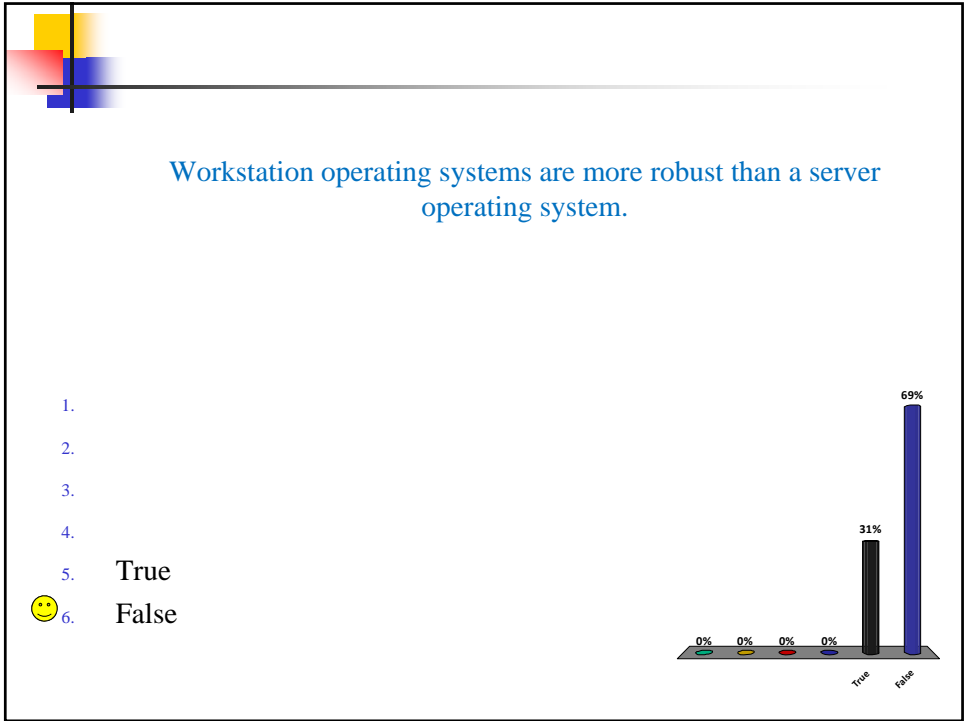 Workstation operating systems are more robust than a server
operating system.
1.
2.
3.
4.
5. True
6. False
69%
31%
0% 0% 0% 0%
True False